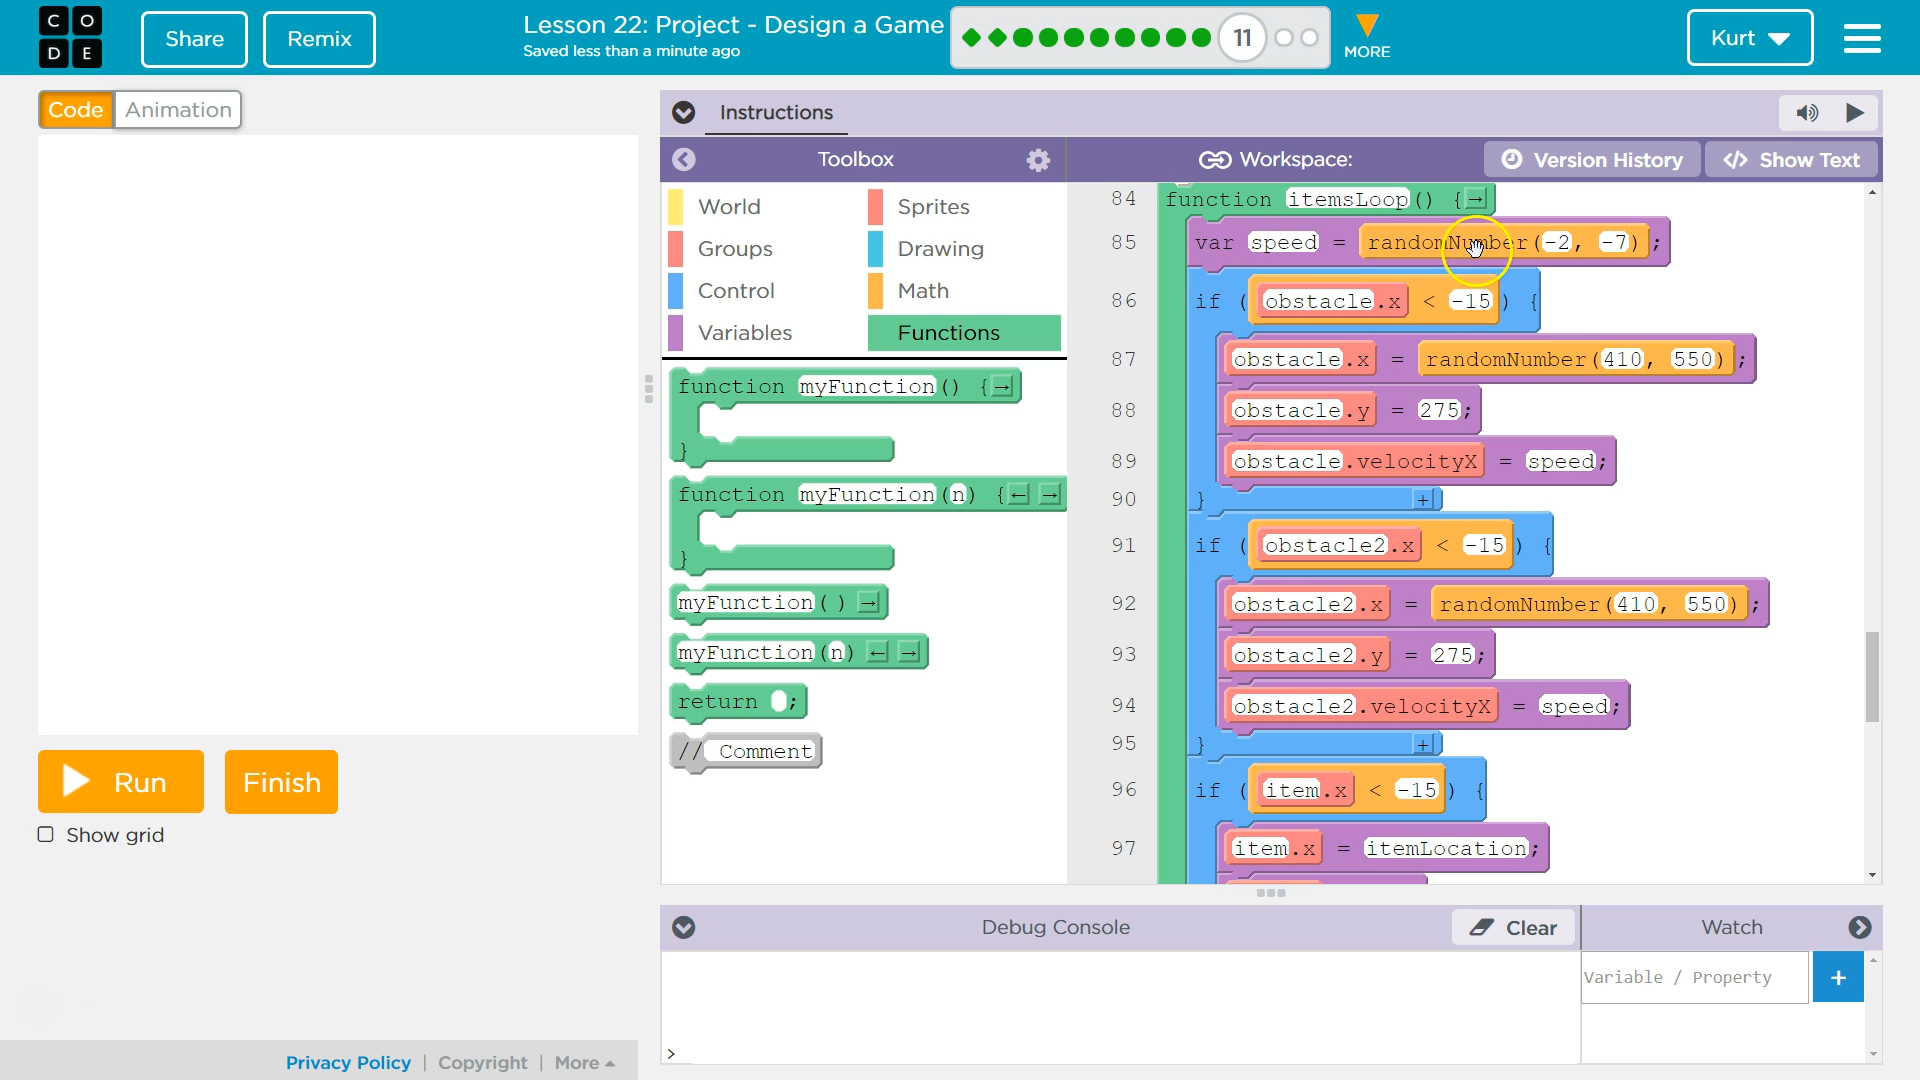 C O
D E
Share
Remix
Lesson 22: Project - Design a Game
Saved less than a minute ago
11
MORE
Kurt
Code
Animation
Instructions
Toolbox
Workspace:
Version History
</> Show Text
World
Sprites
Groups
Drawing
Control
Math
Variables
Functions
function myFunction() {→
}
function myFunction(n) {← →
}
myFunction( ) →
myFunction(n) ← →
return ;
// Comment
84 function itemsLoop() {→
85 var speed = randomNumber(-2, -7);
86 if ( obstacle.x < -15 ) {
87 obstacle.x = randomNumber(410, 550);
88 obstacle.y = 275;
89 obstacle.velocityX = speed;
90 } +
91 if ( obstacle2.x < -15 ) {
92 obstacle2.x = randomNumber(410, 550);
93 obstacle2.y = 275;
94 obstacle2.velocityX = speed;
95 } +
96 if ( item.x < -15 ) {
97 item.x = itemLocation;
Run
Finish
Show grid
Debug Console
Clear
Watch
Variable / Property
+
>
Privacy Policy | Copyright | More